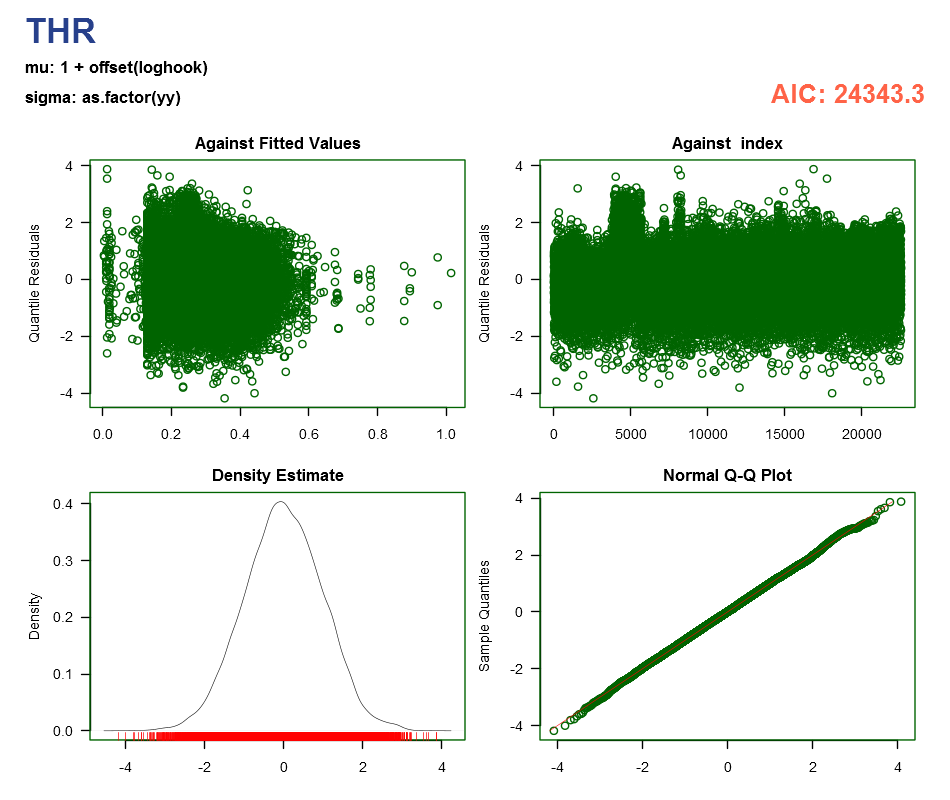 THR
mu: 1 + offset(loghook)
sigma: as.factor(yy)
AIC: 24343.3
Against Fitted Values
Quantile Residuals
4
2
0
-2
-4
0.0 0.2 0.4 0.6 0.8 1.0
Against index
Quantile Residuals
4
2
0
-2
-4
0 5000 10000 15000 20000
Density Estimate
Density
0.4
0.3
0.2
0.1
0.0
-4 -2 0 2 4
Normal Q-Q Plot
Sample Quantiles
4
2
0
-2
-4
-4 -2 0 2 4